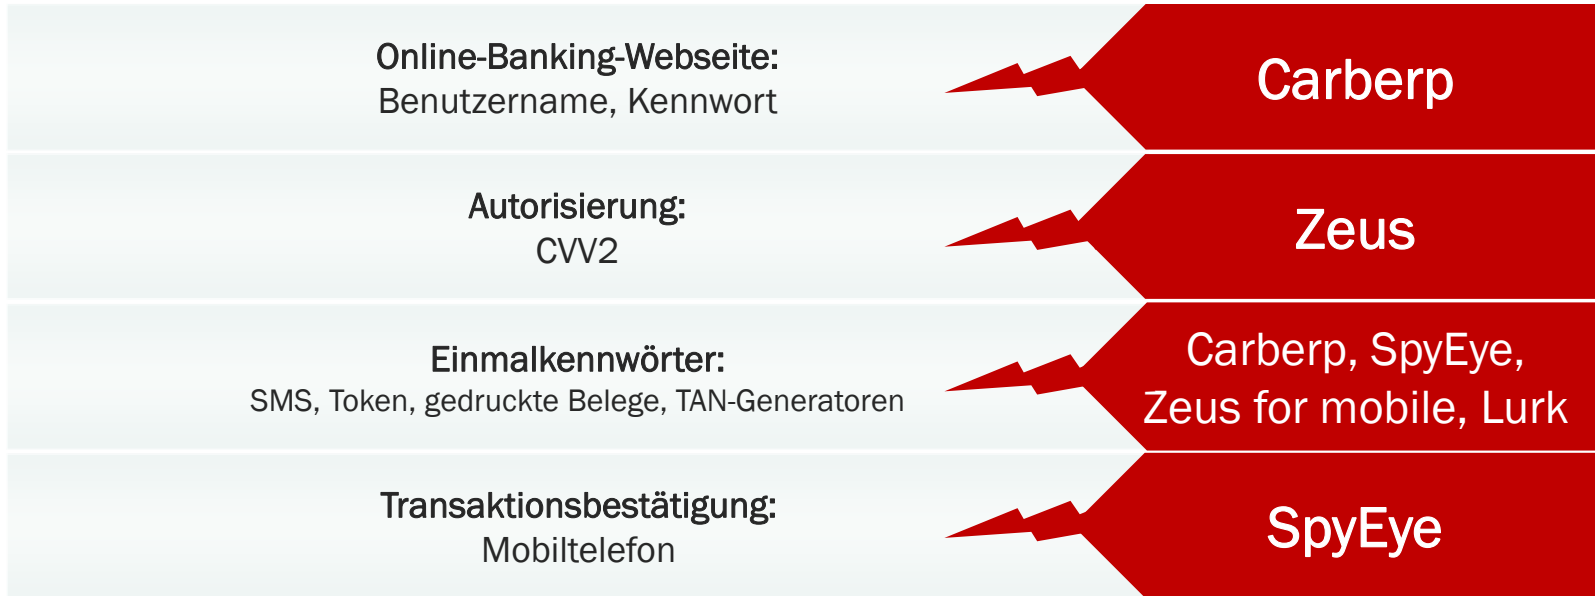 Online-Banking-Webseite:
Benutzername, Kennwort
Carberp
Autorisierung:
CVV2
Zeus
Einmalkennwörter:
SMS, Token, gedruckte Belege, TAN-Generatoren
Carberp, SpyEye,
Zeus for mobile, Lurk
Transaktionsbestätigung:
Mobiltelefon
SpyEye